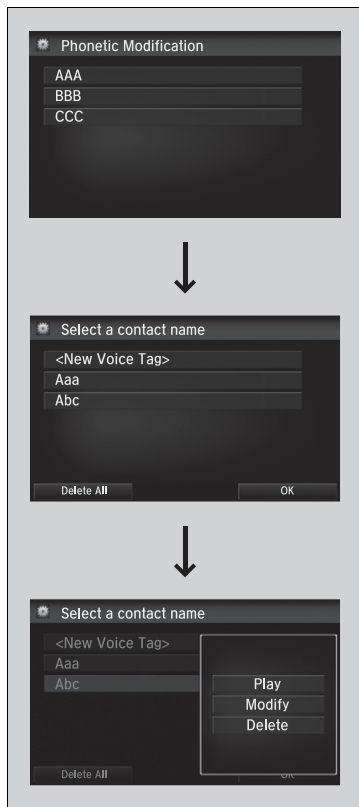 Phonetic Modification
AAA
BBB
CCC
Select a contact name
<New Voice Tag>
Aaa
Abc
Delete All OK
Select a contact name
<New Voice Tag>
Aaa
Abc
Play
Modify
Delete
Delete All OK